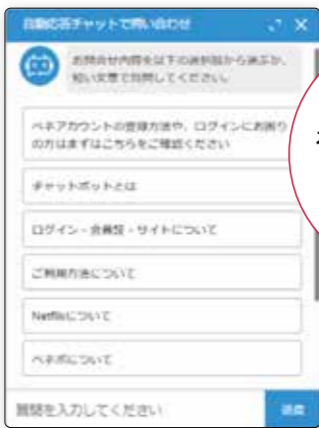 自動応答チャットで問い合わせ
お問合せ内容を以下の選択肢から選ぶか、
短い文章で質問してください。
ベネアカウントの登録方法や、ログインにお困り
の方はまずはこちらをご確認ください
チャットボットとは
ログイン・会員証・サイトについて
ご利用方法について
Netflixについて
ベネポについて
質問を入力してください
送信